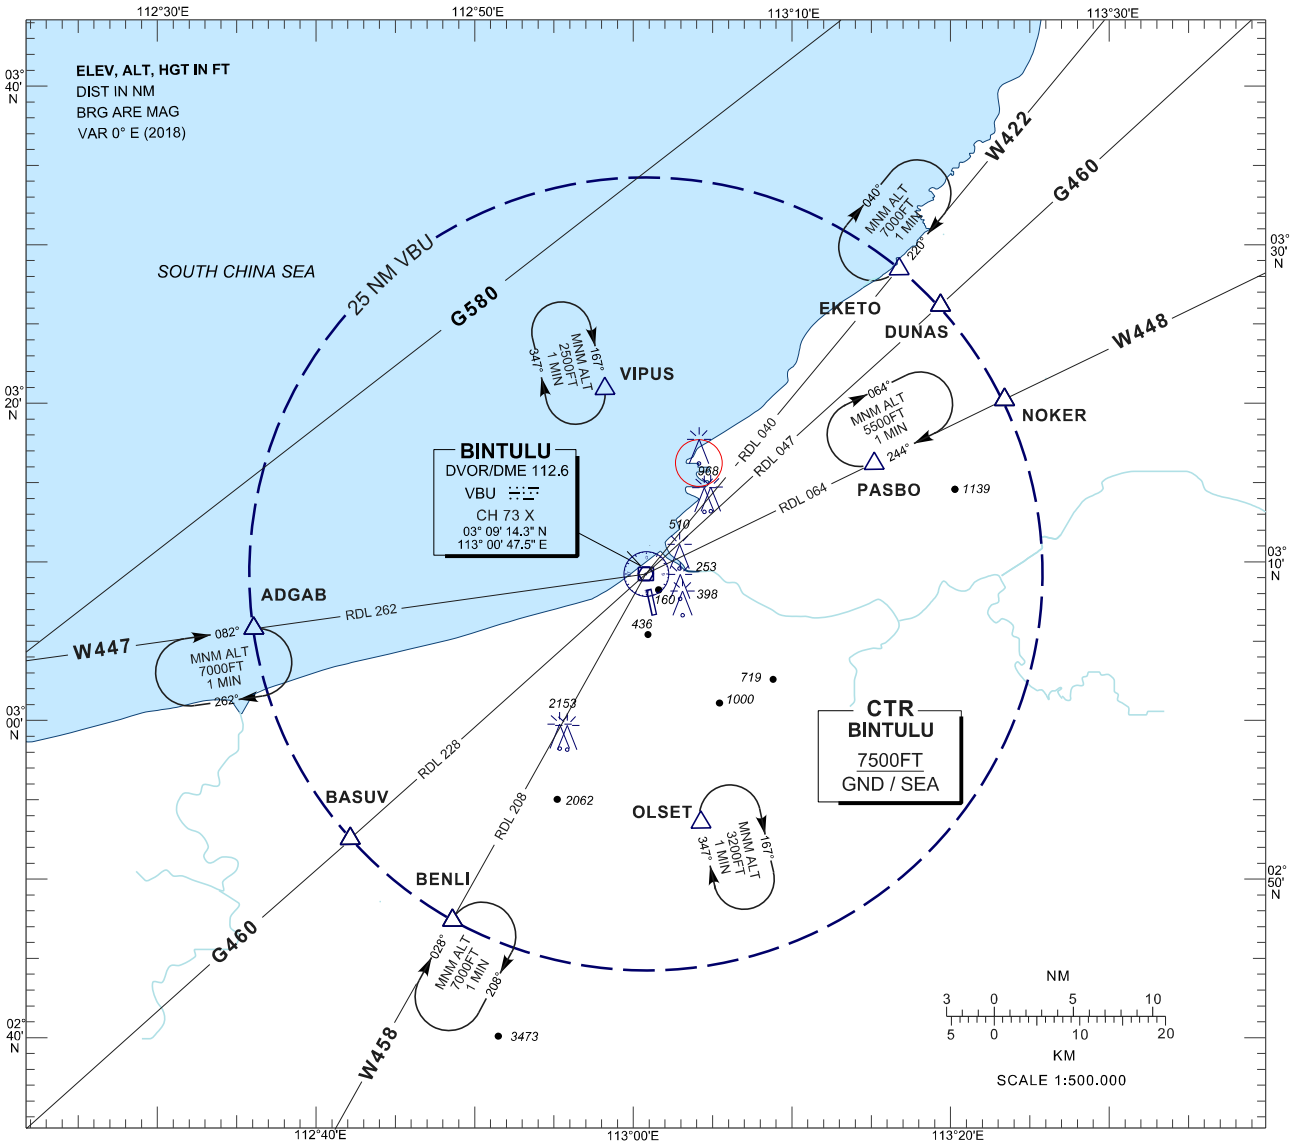 112°30'E
112°50'E
113°10'E
113°30'E
03°
40'
N
ELEV, ALT, HGT IN FT
DIST IN NM
BRG ARE MAG
VAR 0° E (2018)
W422
G460
040°
MNM ALT
7000FT
1 MIN
220°
25 NM VBU
SOUTH CHINA SEA
03°
30'
N
G580
EKETO
DUNAS
W448
347°
MNM ALT
2500FT
1 MIN
167°
VIPUS
03°
20'
N
064°
MNM ALT
5500FT
1 MIN
244°
NOKER
RDL 040
RDL 047
RDL 064
PASBO
1139
BINTULU
DVOR/DME 112.6
VBU
CH 73 X
03° 09' 14.3" N
113° 00' 47.5" E
968
510
253
398
160
436
03°
10'
N
ADGAB
RDL 262
W447
082°
MNM ALT
7000FT
1 MIN
262°
719
1000
2153
03°
00'
N
CTR
BINTULU
7500FT
GND / SEA
RDL 228
RDL 208
BASUV
2062
OLSET
347°
MNM ALT
3200FT
1 MIN
167°
02°
50'
N
BENLI
G460
028°
MNM ALT
7000FT
1 MIN
208°
W458
3473
02°
40'
N
NM
3 0 5 10
5 0 10 20
KM
SCALE 1:500.000
112°40'E
113°00'E
113°20'E